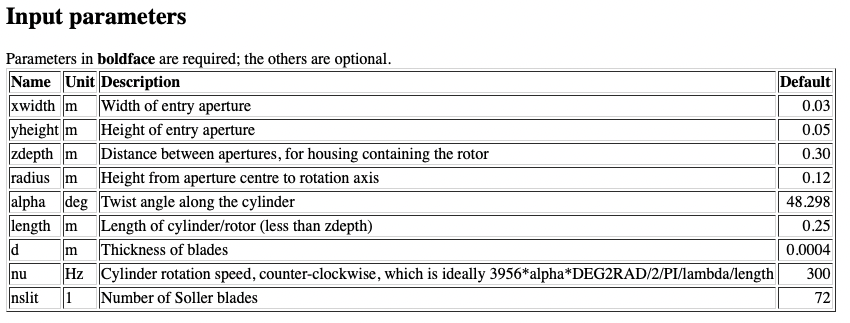 Input parameters
Parameters in boldface are required; the others are optional.
Name Unit Description Default
xwidth m Width of entry aperture 0.03
yheight m Height of entry aperture 0.05
zdepth m Distance between apertures, for housing containing the rotor 0.30
radius m Height from aperture centre to rotation axis 0.12
alpha deg Twist angle along the cylinder 48.298
length m Length of cylinder/rotor (less than zdepth) 0.25
d m Thickness of blades 0.0004
nu Hz Cylinder rotation speed, counter-clockwise, which is ideally 3956*alpha*DEG2RAD/2/PI/lambda/length 300
nslit 1 Number of Soller blades 72